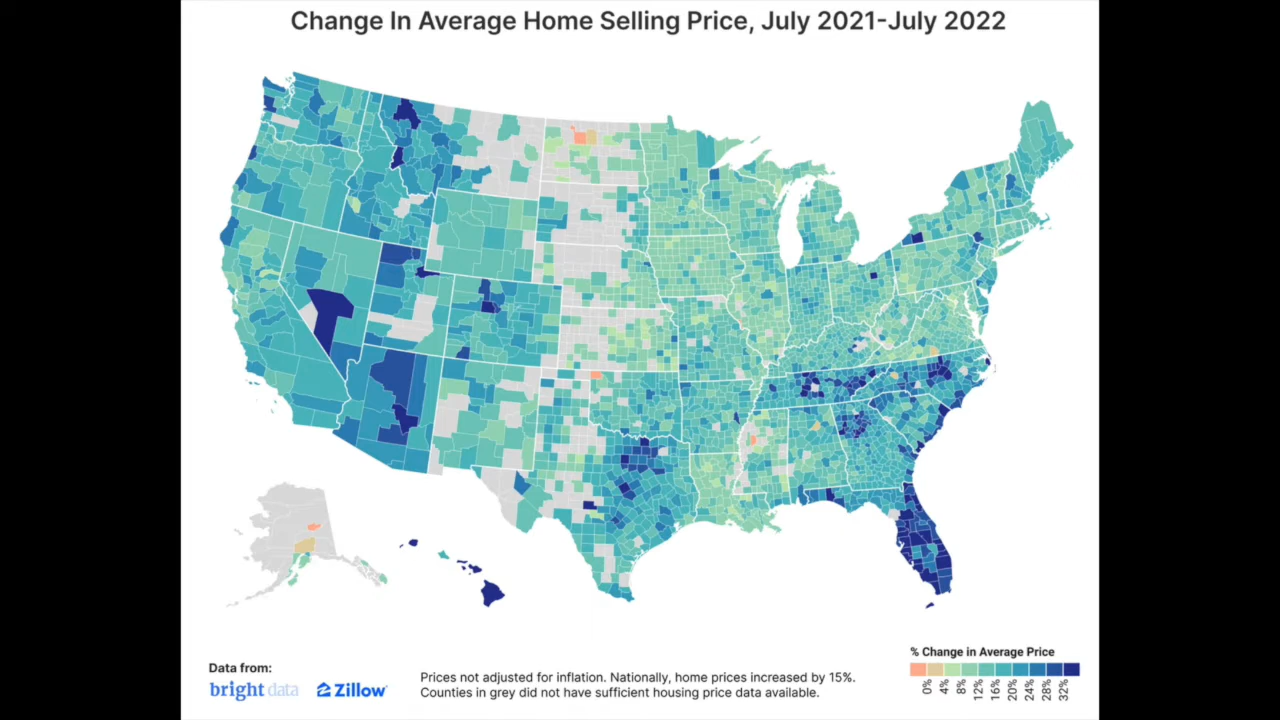 Change In Average Home Selling Price, July 2021-July 2022
% Change in Average Price
0% 4% 8% 12% 16% 20% 24% 28% 32%
Data from:
bright data Zillow
Prices not adjusted for inflation. Nationally, home prices increased by 15%.
Counties in grey did not have sufficient housing price data available.